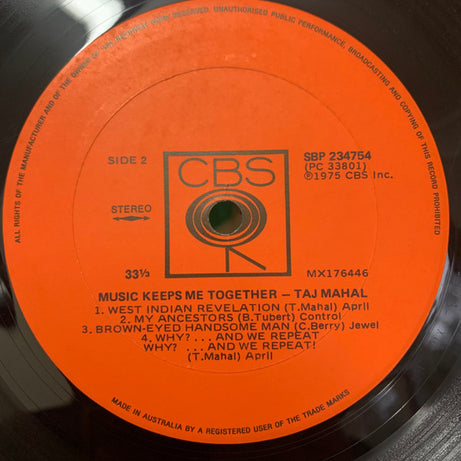 ALL RIGHTS OF THE MANUFACTURER AND OF THE OWNER OF THE RECORDED WORK RESERVED. UNAUTHORISED PUBLIC PERFORMANCE, BROADCASTING AND COPYING OF THIS RECORD PROHIBITED
SIDE 2
CBS
SBP 234754
(PC 33801)
℗1975 CBS Inc.
STEREO
33⅓
MX176446
MUSIC KEEPS ME TOGETHER – TAJ MAHAL
1. WEST INDIAN REVELATION (T.Mahal) April
2. MY ANCESTORS (B.Tubert) Control
3. BROWN-EYED HANDSOME MAN (C.Berry) Jewel
4. WHY?...AND WE REPEAT
WHY?...AND WE REPEAT!
(T.Mahal) April
MADE IN AUSTRALIA BY A REGISTERED USER OF THE TRADE MARKS